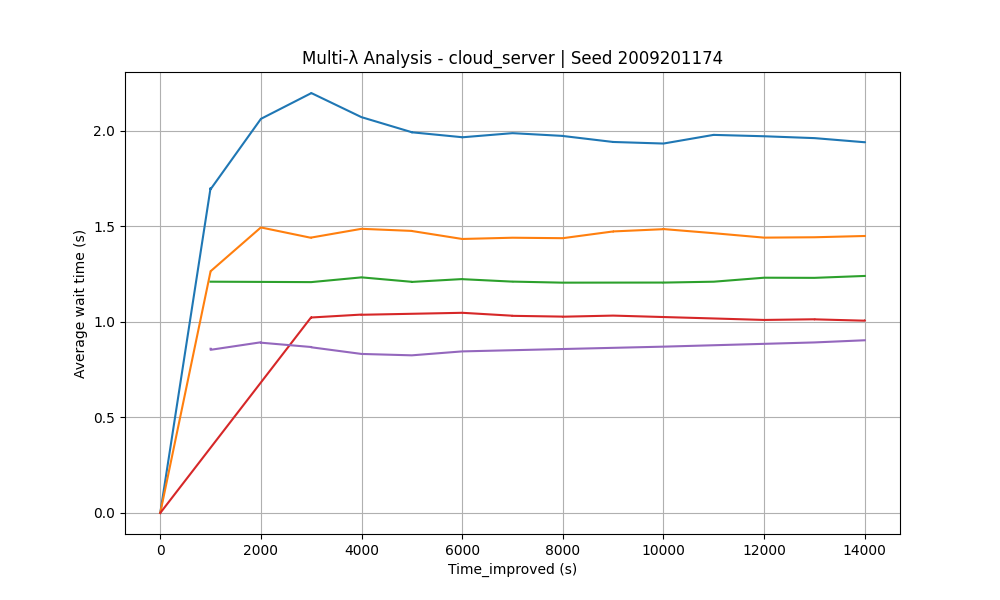 Multi-λ Analysis - cloud_server | Seed 2009201174
Average wait time (s)
2.0
1.5
1.0
0.5
0.0
0 2000 4000 6000 8000 10000 12000 14000
Time_improved (s)